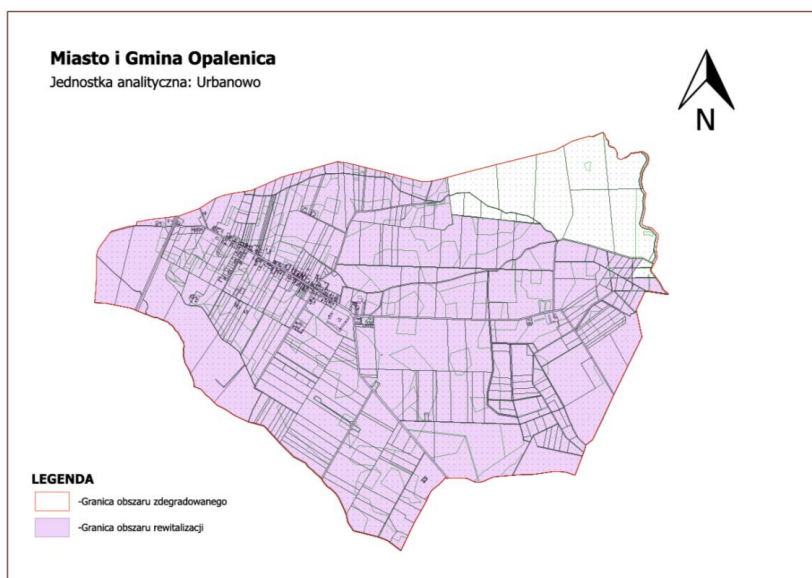 Miasto i Gmina Opalenica
Jednostka analityczna: Urbanowo
N
LEGENDA
-Granica obszaru zdegradowanego
-Granica obszaru rewitalizacji